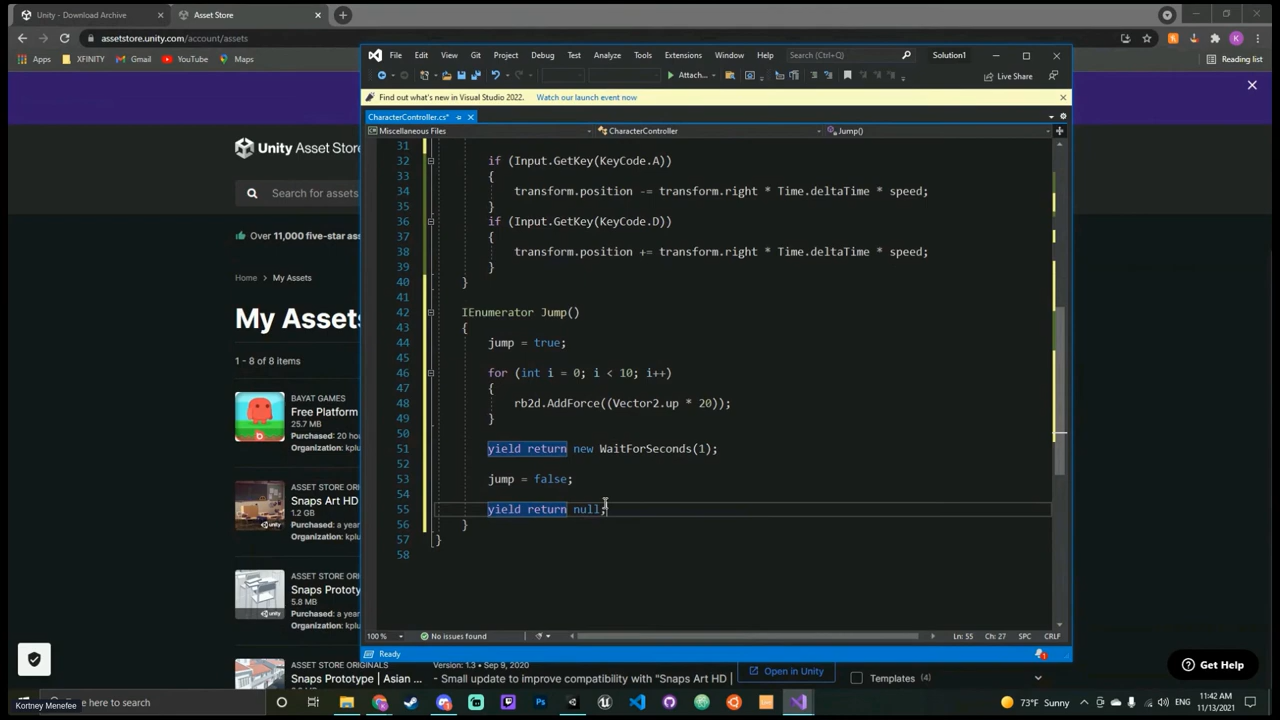 Unity - Download Archive
Asset Store
assetstore.unity.com/account/assets
Apps
XFINITY
Gmail
YouTube
Maps
Reading list
File Edit View Git Project Debug Test Analyze Tools Extensions Window Help
Search (Ctrl+Q)
Solution1
Attach...
Live Share
Find out what's new in Visual Studio 2022.
Watch our launch event now
CharacterController.cs*
Miscellaneous Files
CharacterController
Jump()
31
32 if (Input.GetKey(KeyCode.A))
33 {
34 transform.position -= transform.right * Time.deltaTime * speed;
35 }
36 if (Input.GetKey(KeyCode.D))
37 {
38 transform.position += transform.right * Time.deltaTime * speed;
39 }
40 }
41
42 IEnumerator Jump()
43 {
44 jump = true;
45
46 for (int i = 0; i < 10; i++)
47 {
48 rb2d.AddForce((Vector2.up * 20));
49 }
50
51 yield return new WaitForSeconds(1);
52
53 jump = false;
54
55 yield return null;
56 }
57 }
58
100 %
No issues found
Ln: 55
Ch: 27
SPC
CRLF
Ready
Unity Asset Store
Search for assets
Over 11,000 five-star ass
Home > My Assets
My Assets
1 - 8 of 8 items
BAYAT GAMES
Free Platform
25.7 MB
Purchased: 20 hou
Organization: kplu
ASSET STORE ORI
Snaps Art HD
1.2 GB
Purchased: a year
Organization: kplu
ASSET STORE ORI
Snaps Prototy
5.8 MB
Purchased: a year
Organization: kplu
ASSET STORE ORIGINALS
Snaps Prototype | Asian ...
Purchased: a year ago
Version: 1.3 • Sep 9, 2020
- Small update to improve compatibility with "Snaps Art HD |
Open in Unity
Templates (4)
Get Help
Kortney Menefee
here to search
73°F Sunny
11:42 AM
11/13/2021